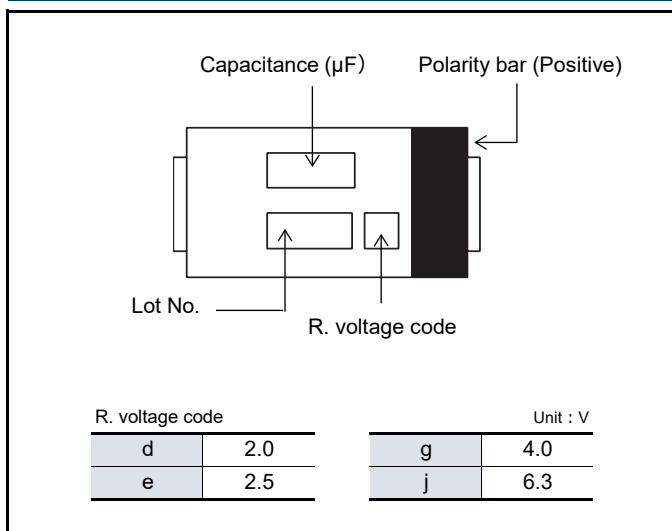 Capacitance (μF) Polarity bar (Positive)
Lot No.
R. voltage code
R. voltage code Unit : V
d 2.0 g 4.0
e 2.5 j 6.3